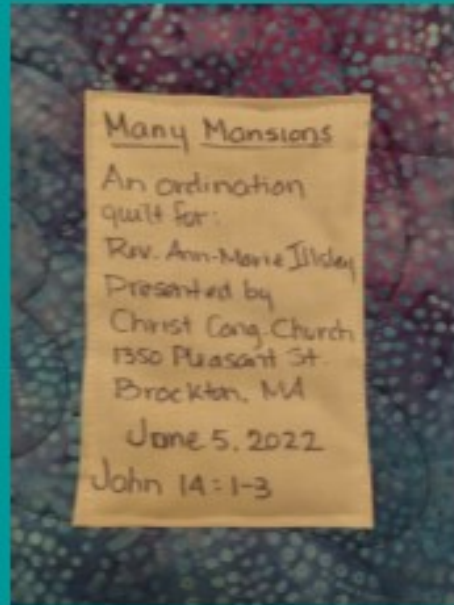 Many Mansions
An ordination
quilt for:
Rev. Ann-Marie Illsley
Presented by
Christ Cong. Church
1350 Pleasant St.
Brockton, MA
June 5, 2022
John 14:1-3